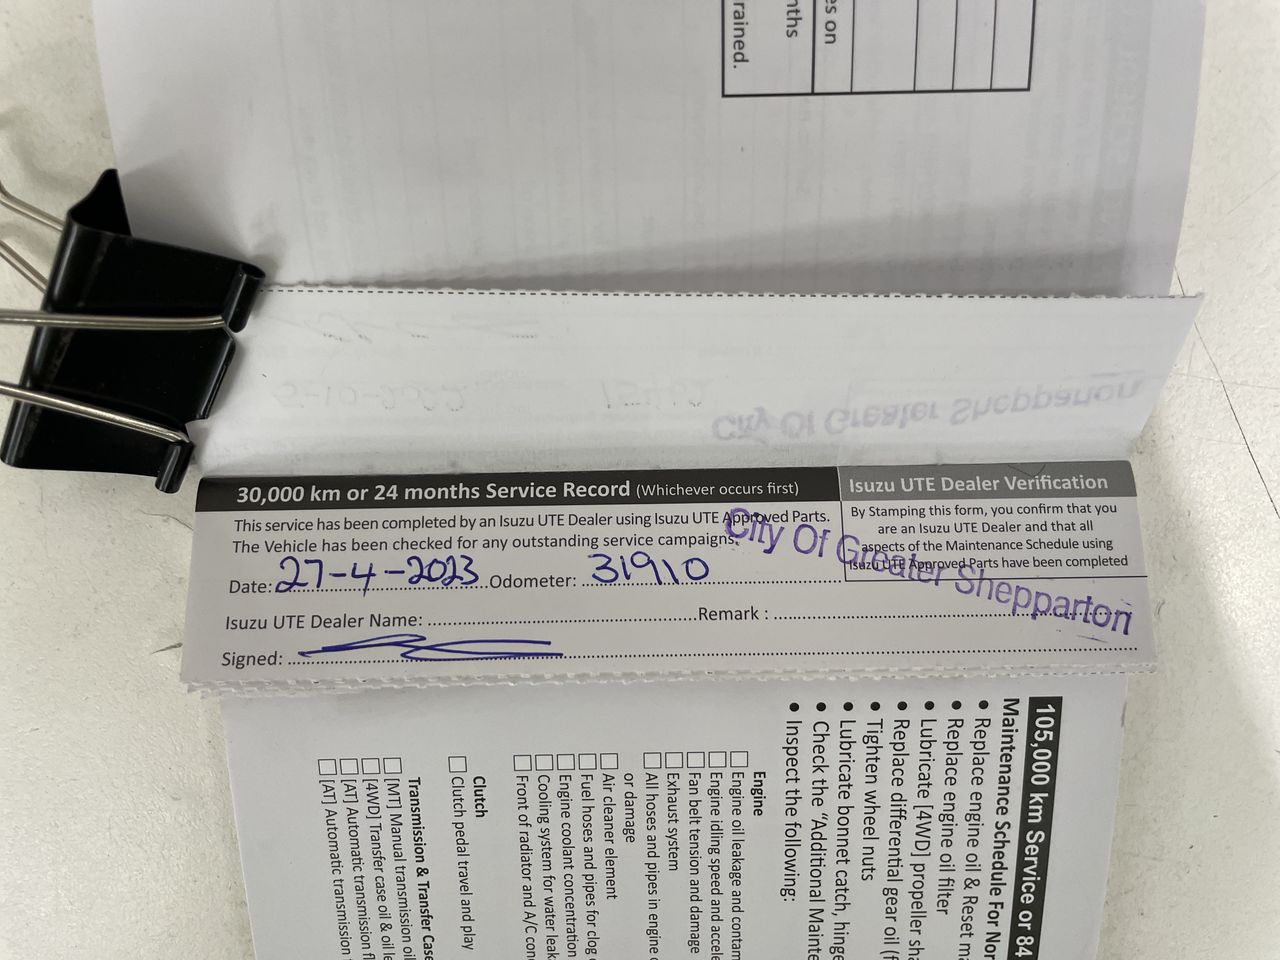 rained.
nths
es on
30,000 km or 24 months Service Record (Whichever occurs first)
Isuzu UTE Dealer Verification
This service has been completed by an Isuzu UTE Dealer using Isuzu UTE Approved Parts.
The Vehicle has been checked for any outstanding service campaigns.
By Stamping this form, you confirm that you
are an Isuzu UTE Dealer and that all
aspects of the Maintenance Schedule using
Isuzu UTE Approved Parts have been completed
City Of Greater Shepparton
Date: 27-4-2023 Odometer: 31910
Isuzu UTE Dealer Name: Remark :
Signed:
105,000 km Service or 84
Maintenance Schedule For Nor
• Replace engine oil & Reset ma
• Replace engine oil filter
• Lubricate [4WD] propeller sha
• Replace differential gear oil (f
• Tighten wheel nuts
• Lubricate bonnet catch, hinge
• Check the “Additional Mainte
• Inspect the following:
Engine
Engine oil leakage and contam
Engine idling speed and accele
Fan belt tension and damage
Exhaust system
All hoses and pipes in engine c
or damage
Air cleaner element
Fuel hoses and pipes for clog o
Engine coolant concentration
Cooling system for water leak
Front of radiator and A/C con
Clutch
Clutch pedal travel and play
Transmission & Transfer Case
[MT] Manual transmission oil
[4WD] Transfer case oil & oil le
[AT] Automatic transmission fl
[AT] Automatic transmission